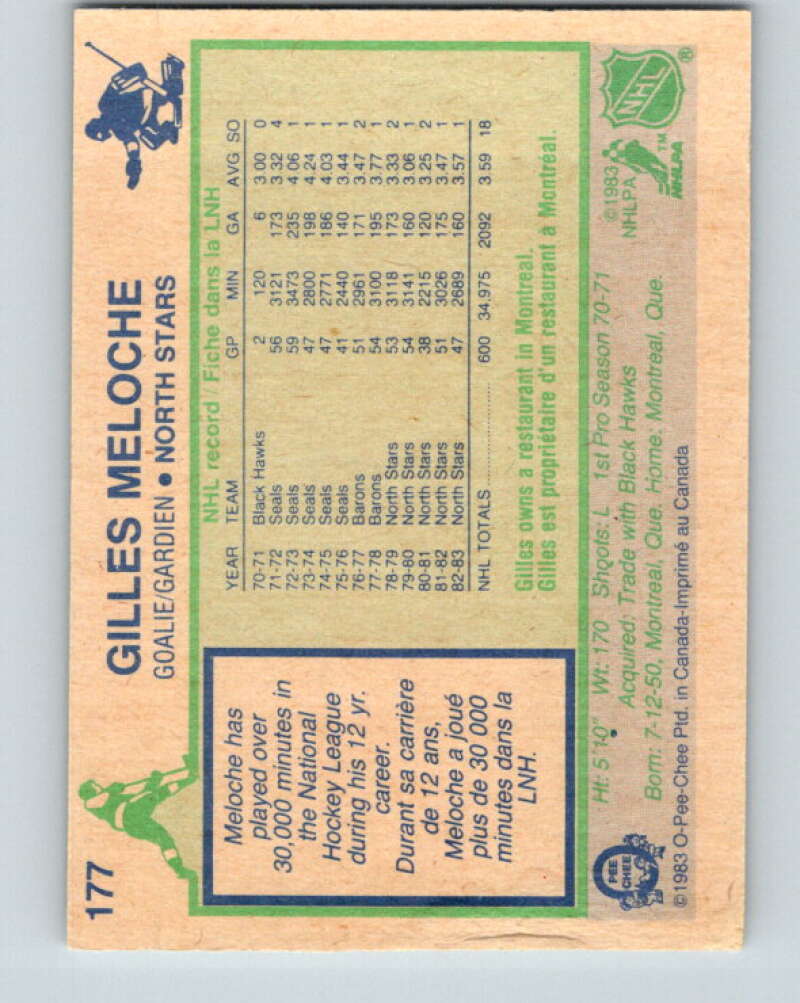 177
GILLES MELOCHE
GOALIE/GARDIEN • NORTH STARS
Meloche has
played over
30,000 minutes in
the National
Hockey League
during his 12 yr.
career.
Durant sa carrière
de 12 ans,
Meloche a joué
plus de 30 000
minutes dans la
LNH.
NHL record / Fiche dans la LNH
YEAR TEAM GP MIN GA AVG SO
70-71 Black Hawks 2 120 6 3.00 0
71-72 Seals 56 3121 173 3.32 4
72-73 Seals 59 3473 235 4.06 1
73-74 Seals 47 2800 198 4.24 1
74-75 Seals 47 2771 186 4.03 1
75-76 Seals 41 2440 140 3.44 1
76-77 Barons 51 2961 171 3.47 2
77-78 Barons 54 3100 195 3.77 1
78-79 North Stars 53 3118 173 3.33 2
79-80 North Stars 54 3141 160 3.06 1
80-81 North Stars 38 2215 120 3.25 2
81-82 North Stars 51 3026 175 3.47 1
82-83 North Stars 47 2689 160 3.57 1
NHL TOTALS 600 34,975 2092 3.59 18
Gilles owns a restaurant in Montreal.
Gilles est propriétaire d'un restaurant à Montréal.
Ht: 5'10" Wt: 170 Shoots: L 1st Pro Season 70-71
Acquired: Trade with Black Hawks
Born: 7-12-50, Montreal, Que. Home: Montreal, Que.
©1983 O-Pee-Chee Ptd. in Canada-Imprimé au Canada
PEE
CHEE
©1983
NHLPA
NHL ®
NHLPA ™